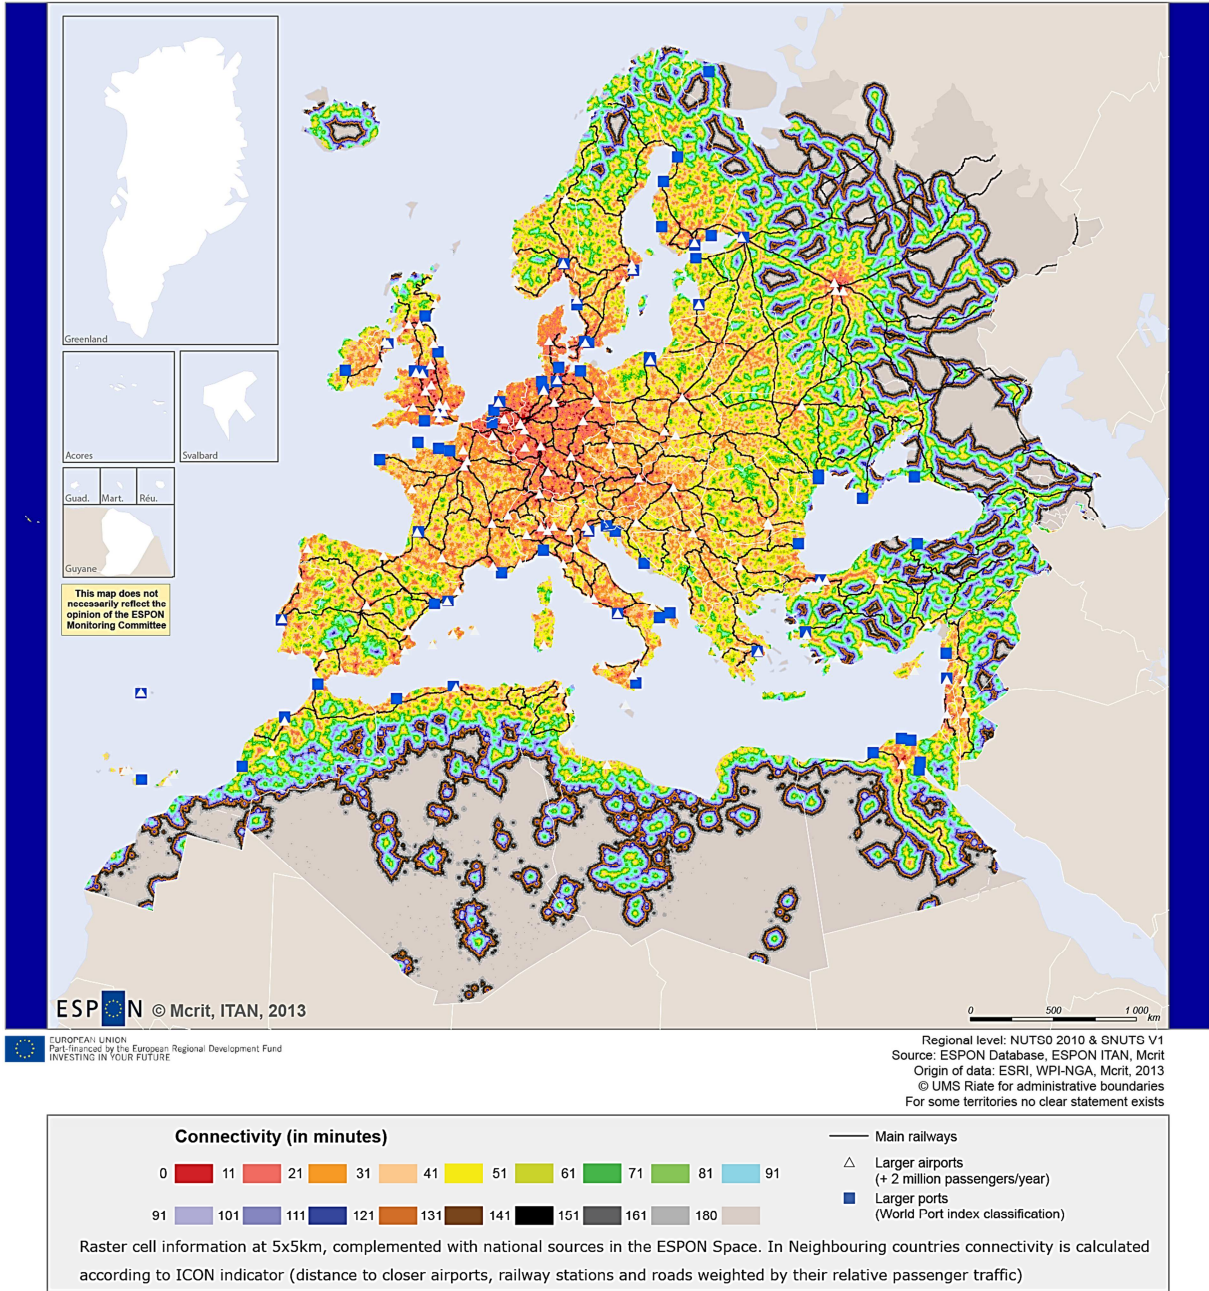 Greenland
Acores
Svalbard
Guad. Mart. Réu.
Guyane
This map does not
necessarily reflect the
opinion of the ESPON
Monitoring Committee
ESPON © Mcrit, ITAN, 2013
0 500 1 000
km
EUROPEAN UNION
Part-financed by the European Regional Development Fund
INVESTING IN YOUR FUTURE
Regional level: NUTS0 2010 & SNUTS V1
Source: ESPON Database, ESPON ITAN, Mcrit
Origin of data: ESRI, WPI-NGA, Mcrit, 2013
© UMS Riate for administrative boundaries
For some territories no clear statement exists
Connectivity (in minutes)
0 11 21 31 41 51 61 71 81 91
91 101 111 121 131 141 151 161 180
Main railways
Larger airports
(+ 2 million passengers/year)
Larger ports
(World Port index classification)
Raster cell information at 5x5km, complemented with national sources in the ESPON Space. In Neighbouring countries connectivity is calculated
according to ICON indicator (distance to closer airports, railway stations and roads weighted by their relative passenger traffic)